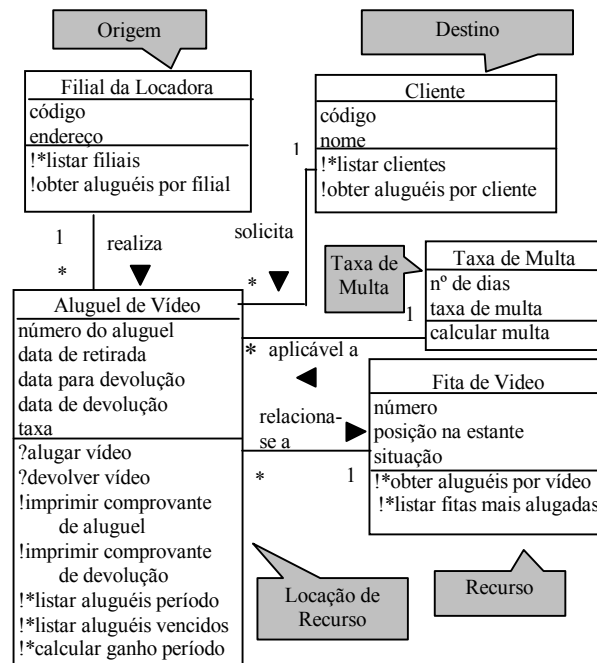 Origem
Destino
Filial da Locadora
código
endereço
!*listar filiais
!obter aluguéis por filial
Cliente
código
nome
!*listar clientes
!obter aluguéis por cliente
1
1
realiza
*
solicita
*
Taxa de
Multa
Taxa de Multa
nº de dias
taxa de multa
calcular multa
1
Aluguel de Vídeo
número do aluguel
data de retirada
data para devolução
data de devolução
taxa
?alugar vídeo
?devolver vídeo
!imprimir comprovante
de aluguel
!imprimir comprovante
de devolução
!*listar aluguéis período
!*listar aluguéis vencidos
!*calcular ganho período
* aplicável a
relaciona-
se a
*
1
Fita de Video
número
posição na estante
situação
!*obter aluguéis por vídeo
!*listar fitas mais alugadas
Locação de
Recurso
Recurso